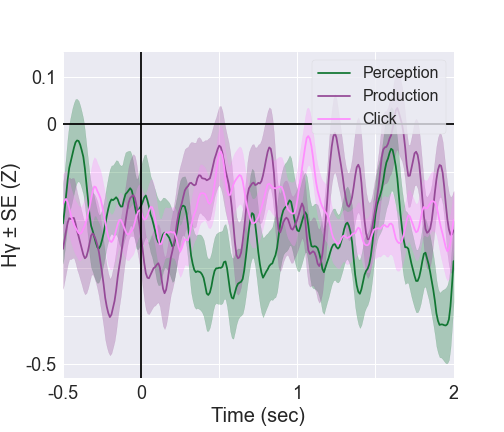 0.1
0
-0.5
Hγ ± SE (Z)
Perception
Production
Click
-0.5
0
1
2
Time (sec)